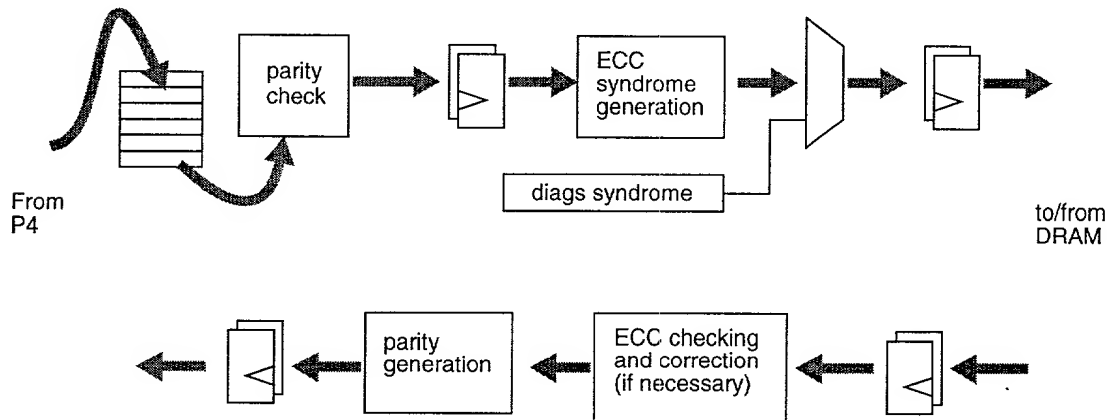 parity
check
ECC
syndrome
generation
diags syndrome
From
P4
to/from
DRAM
parity
generation
ECC checking
and correction
(if necessary)